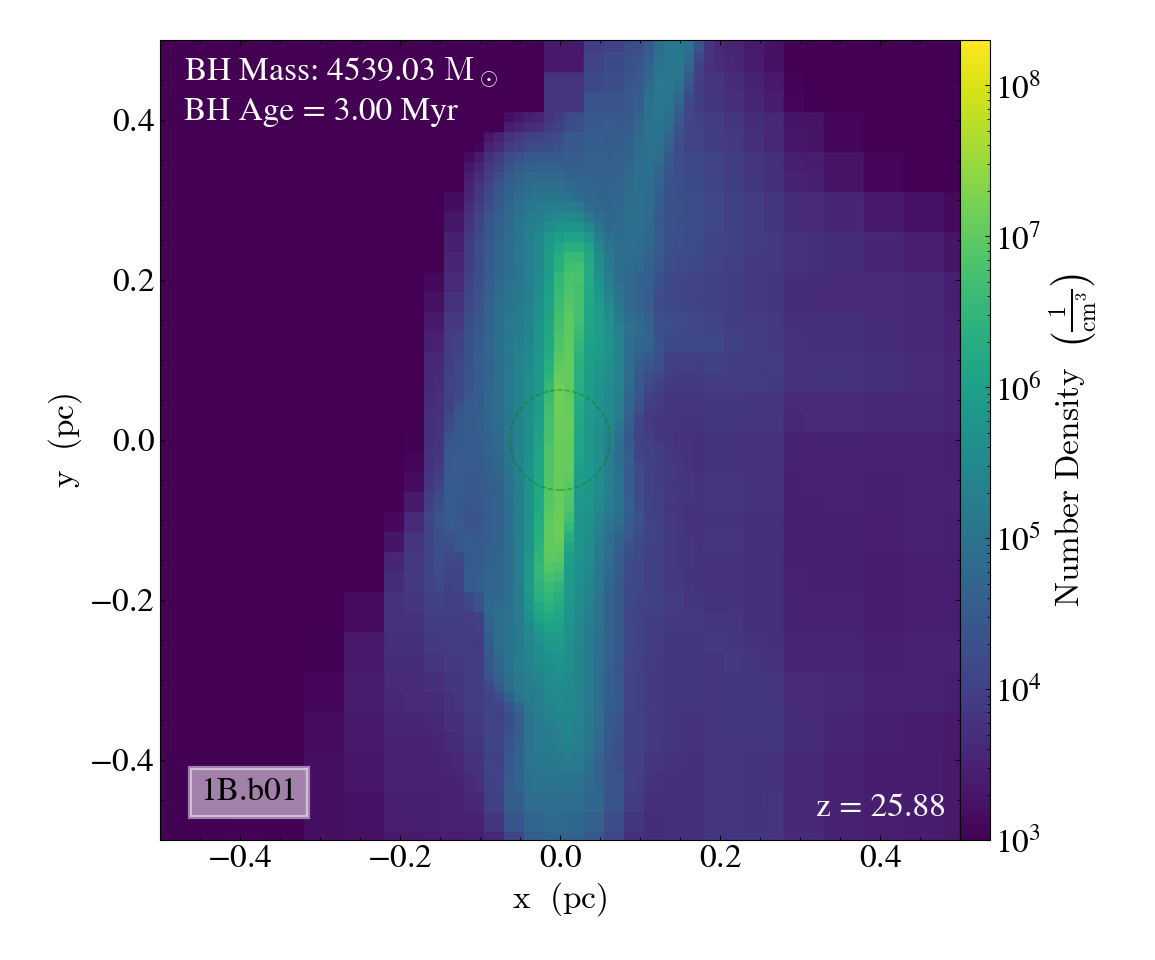 BH Mass: 4539.03 M⊙
BH Age = 3.00 Myr
0.4
0.2
0.0
−0.2
−0.4
y (pc)
1B.b01
z = 25.88
−0.4 −0.2 0.0 0.2 0.4
x (pc)
10⁸
10⁷
10⁶
10⁵
10⁴
10³
Number Density (1/cm³)